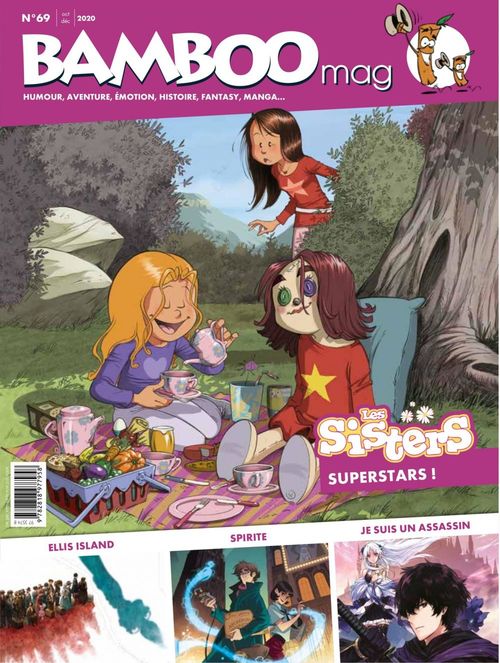 N°69 oct déc 2020
BAMBOO mag
HUMOUR, AVENTURE, ÉMOTION, HISTOIRE, FANTASY, MANGA...
Les
SiSTERS
SUPERSTARS !
9782818977958
ELLIS ISLAND
SPIRITE
JE SUIS UN ASSASSIN